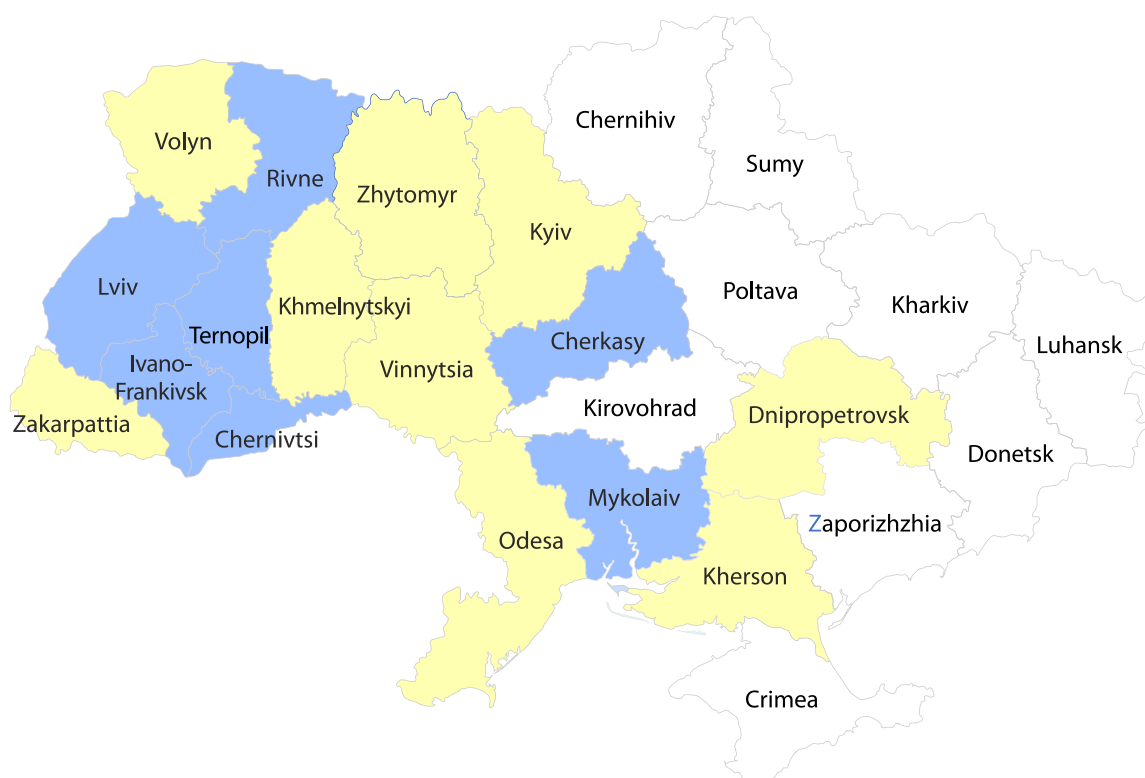 Chernihiv
Volyn
Sumy
Rivne
Zhytomyr
Kyiv
Lviv
Poltava
Khmelnytskyi
Kharkiv
Ternopil
Cherkasy
Luhansk
Ivano-
Frankivsk
Vinnytsia
Kirovohrad
Dnipropetrovsk
Zakarpattia
Chernivtsi
Donetsk
Mykolaiv
Zaporizhzhia
Odesa
Kherson
Crimea